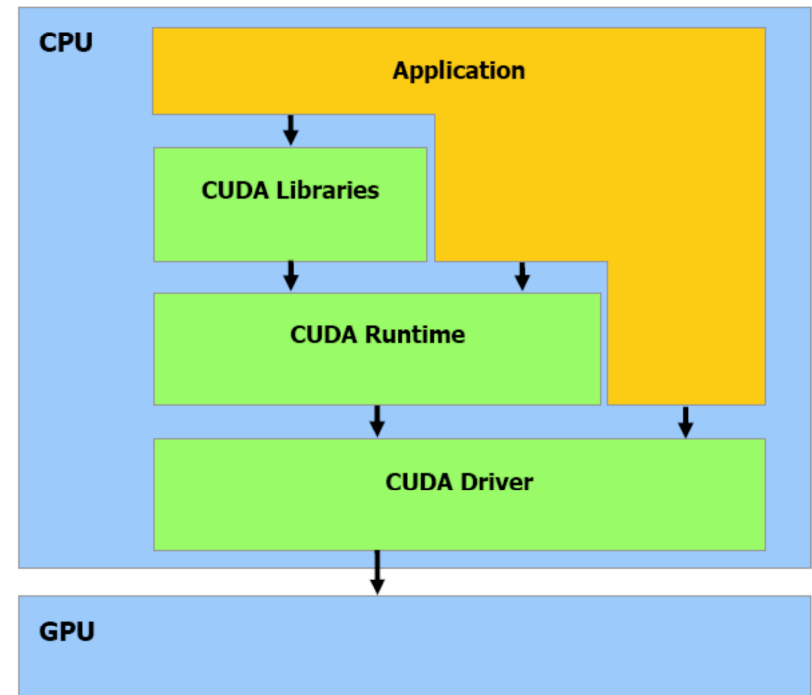 CPU
Application
CUDA Libraries
CUDA Runtime
CUDA Driver
GPU